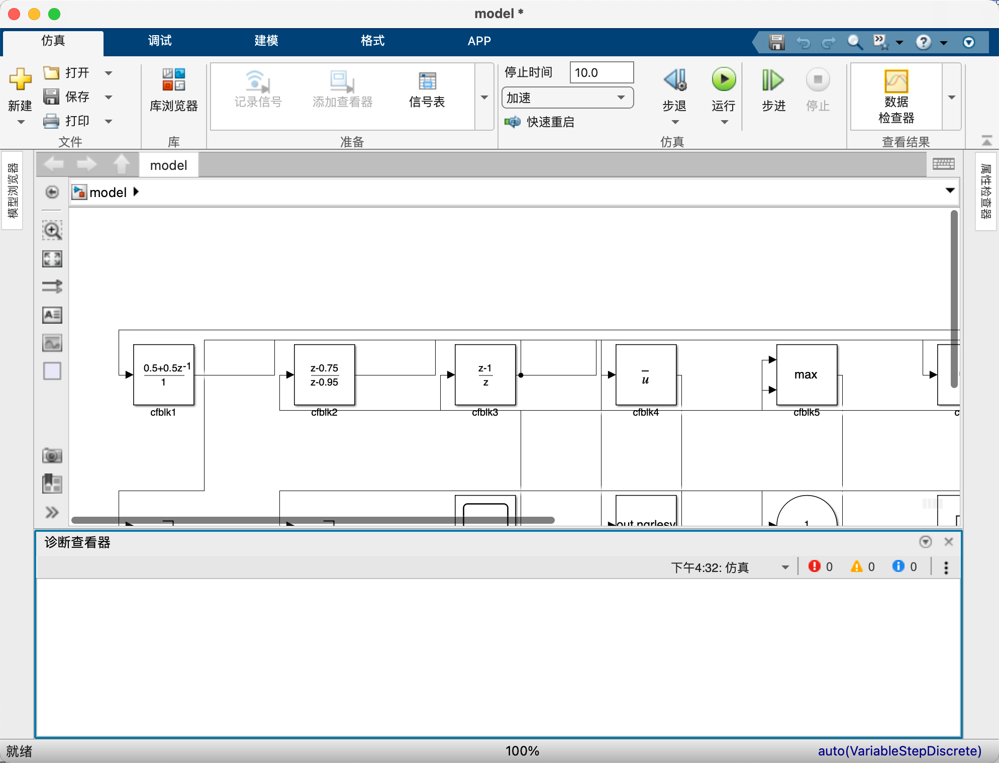 model *
仿真
调试
建模
格式
APP
新建
打开
保存
打印
文件
库浏览器
库
记录信号
添加查看器
信号表
准备
停止时间
10.0
加速
快速重启
步退
运行
步进
停止
仿真
数据
检查器
查看结果
模型浏览器
属性检查器
model
model
0.5+0.5z-1
1
cfblk1
z-0.75
z-0.95
cfblk2
z-1
z
cfblk3
u
cfblk4
max
cfblk5
c
out.ngrlesv
1
诊断查看器
下午4:32: 仿真
0
0
0
就绪
100%
auto(VariableStepDiscrete)